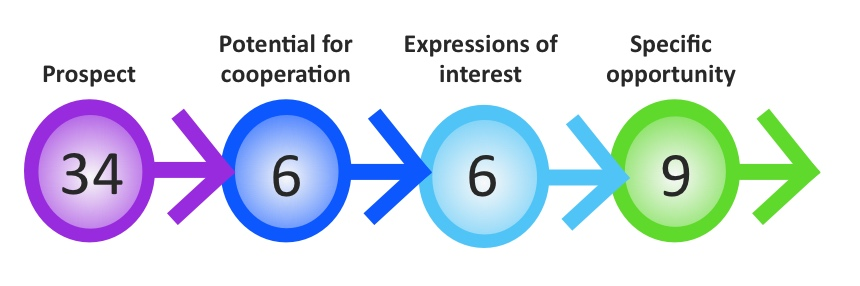 Prospect
Potential for
cooperation
Expressions of
interest
Specific
opportunity
34
6
6
9